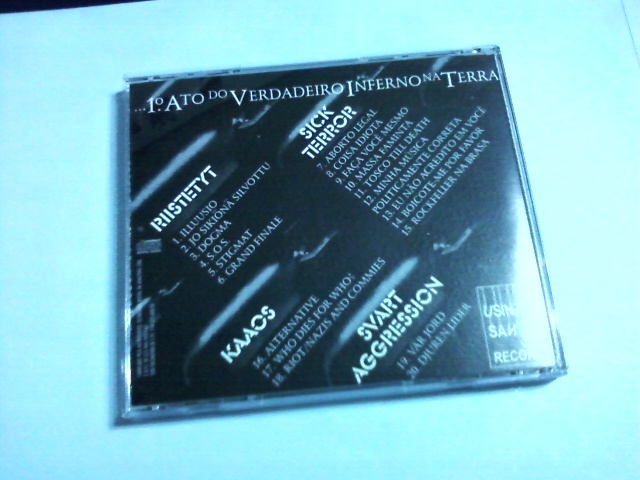 ...1º. ATO DO VERDADEIRO INFERNO NA TERRA
RIISTETYT
1. ILLUUSIO
2. JO SIKIÖNÄ SILVOTTU
3. DOGMA
4. S.O.S
5. STIGMAT
6. GRAND FINALE
SICK
TERROR
7. ABORTO LEGAL
8. COISA IDIOTA
9. FAÇA VOCÊ MESMO
10. MASSA FAMINTA
11. TOSCO TILL DEATH
12. MINHA MUSICA
POLITICAMENTE CORRETA
13. EU NÃO ACREDITO EM VOCÊ
14. BOICOTE-ME POR FAVOR
15. ROCKFELLER NA BRASA
KAAOS
16. ALTERNATIVE
17. WHO DIES FOR WHO?
18. RIOT NAZIS AND COMMIES
SVART
AGGRESSION
19. VAR JORD
20. DJUREN LIDER